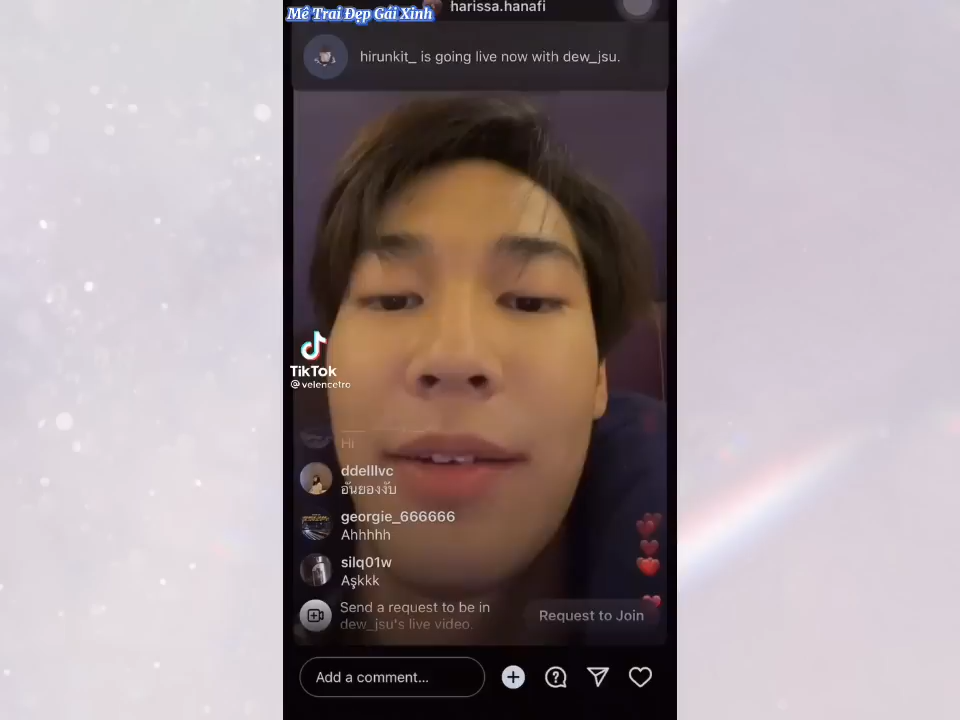 Mê Trai Đẹp Gái Xinh
harissa.hanafi
hirunkit_ is going live now with dew_jsu.
TikTok
@velencetro
Hi
ddelllvc
อันยองงับ
georgie_666666
Ahhhhh
silq01w
Aşkkk
Send a request to be in
dew_jsu's live video.
Request to Join
Add a comment...